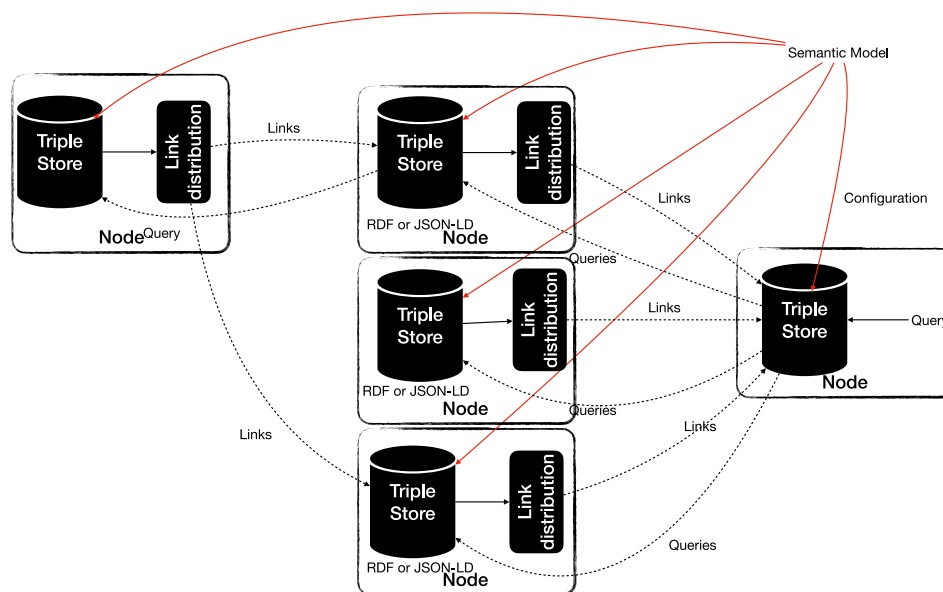 Semantic Model
Triple
Store
Link
distribution
Links
Triple
Store
Link
distribution
Links
Configuration
Node
Query
RDF or JSON-LD
Node
Queries
Triple
Store
Link
distribution
Links
Triple
Store
Query
RDF or JSON-LD
Node
Queries
Node
Links
Links
Triple
Store
Link
distribution
Queries
RDF or JSON-LD
Node